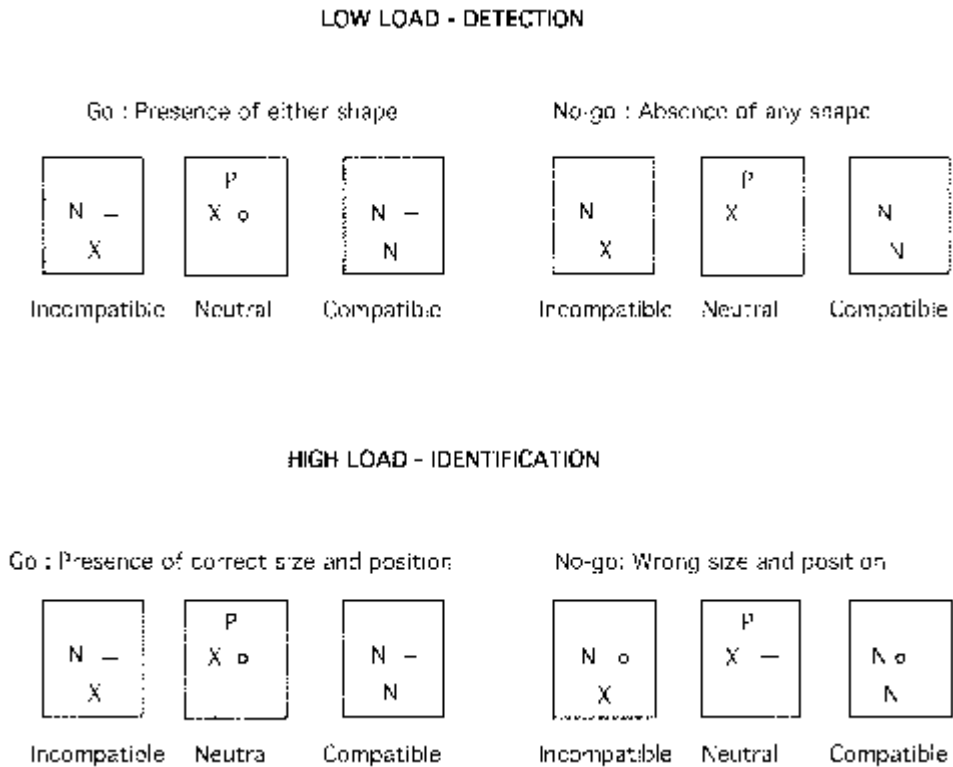 LOW LOAD - DETECTION
Go : Presence of either shape
No-go : Absence of any shape
N –
X
P
X o
N –
N
N
X
P
X
N
N
Incompatible Neutral Compatible
Incompatible Neutral Compatible
HIGH LOAD - IDENTIFICATION
Go : Presence of correct size and position
No-go: Wrong size and position
N –
X
P
X o
N –
N
N o
X
P
X –
N o
N
Incompatible Neutra Compatible
Incompatible Neutral Compatible